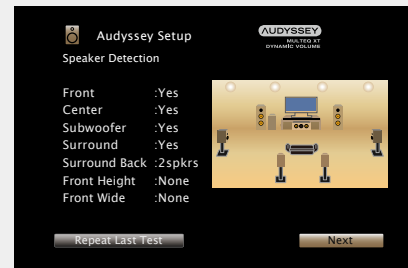 Audyssey Setup
AUDYSSEY
MULTEQ XT
DYNAMIC VOLUME
Speaker Detection
Front :Yes
Center :Yes
Subwoofer :Yes
Surround :Yes
Surround Back :2spkrs
Front Height :None
Front Wide :None
Repeat Last Test
Next